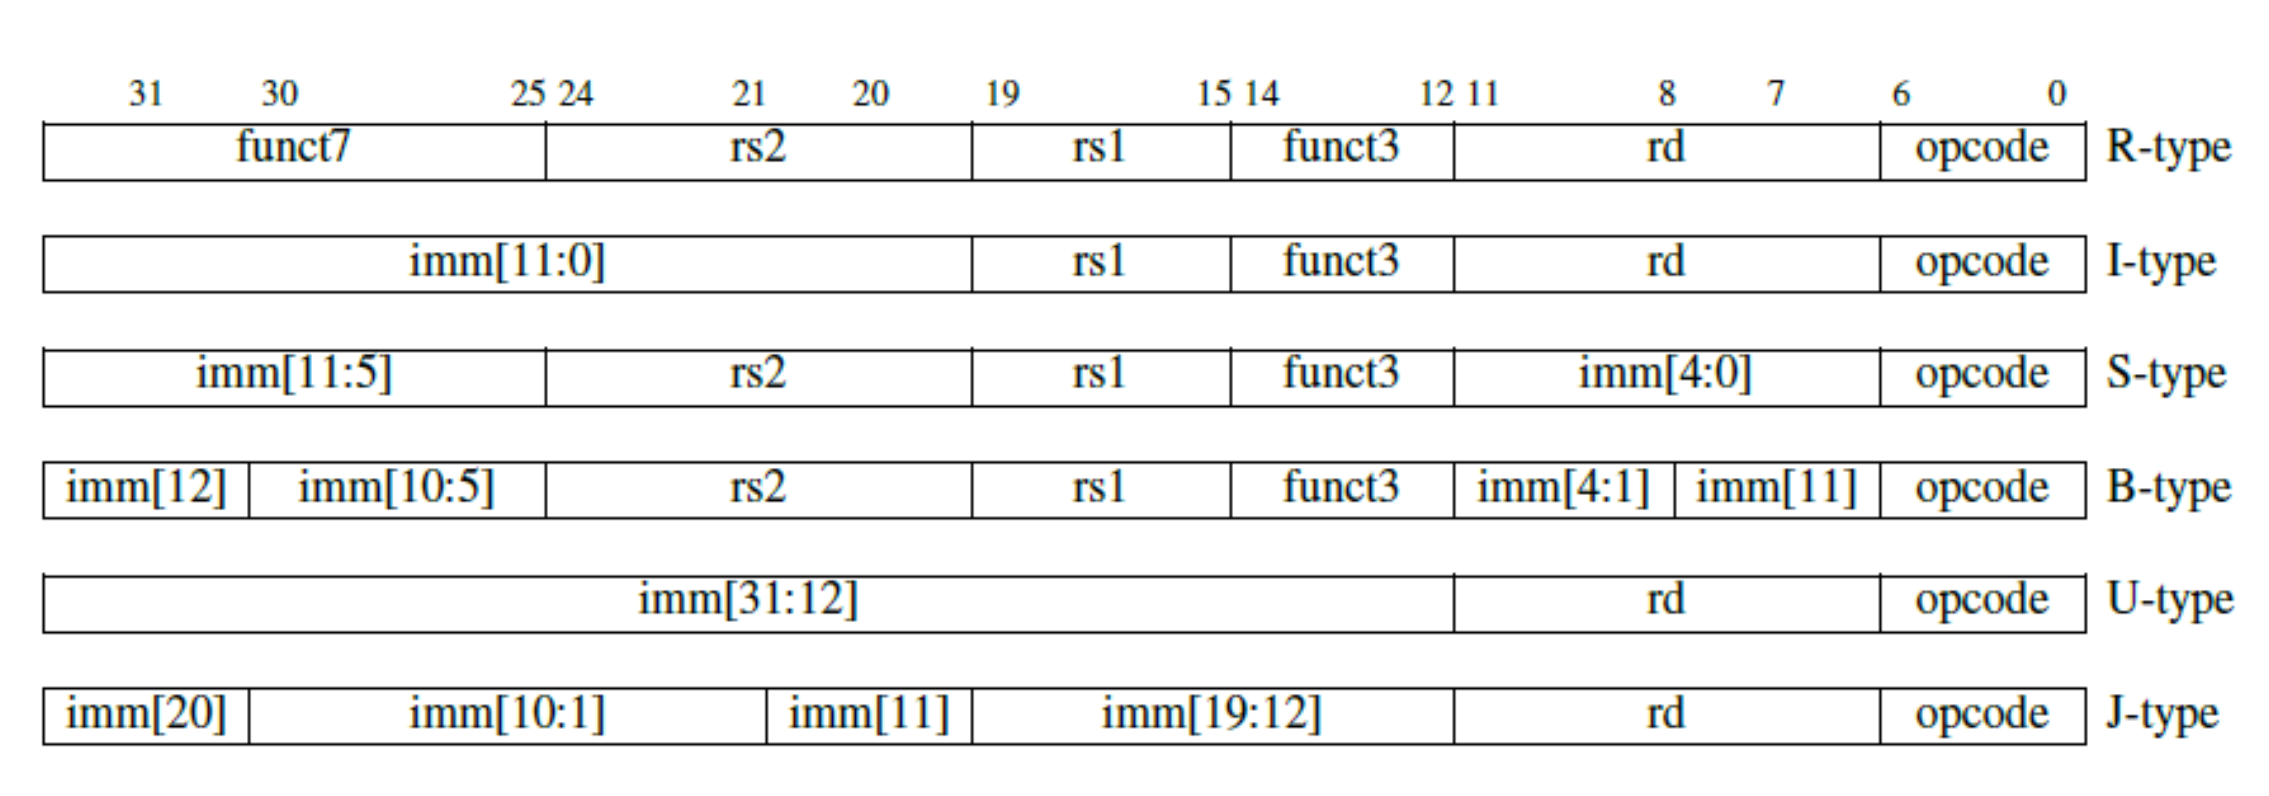 31 30 25 24 21 20 19 15 14 12 11 8 7 6 0
funct7 rs2 rs1 funct3 rd opcode R-type
imm[11:0] rs1 funct3 rd opcode I-type
imm[11:5] rs2 rs1 funct3 imm[4:0] opcode S-type
imm[12] imm[10:5] rs2 rs1 funct3 imm[4:1] imm[11] opcode B-type
imm[31:12] rd opcode U-type
imm[20] imm[10:1] imm[11] imm[19:12] rd opcode J-type